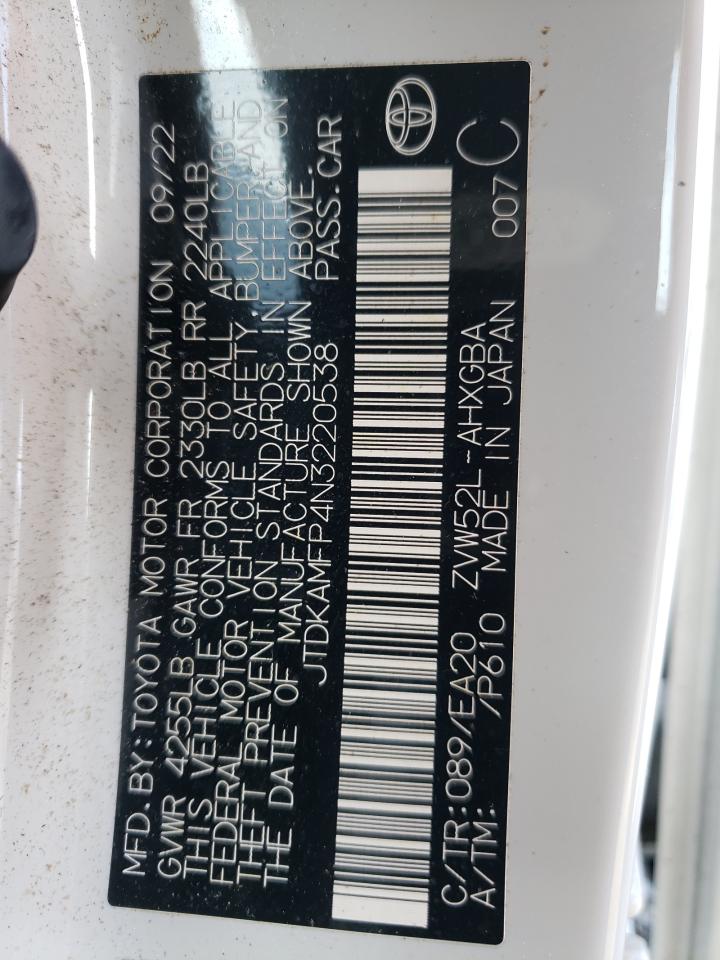 MFD.BY:TOYOTA MOTOR CORPORATION 09/22
GVWR 4255LB GAWR FR 2330LB RR 2240LB
THIS VEHICLE CONFORMS TO ALL APPLICABLE
FEDERAL MOTOR VEHICLE SAFETY BUMPER AND
THEFT PREVENTION STANDARDS IN EFFECT ON
THE DATE OF MANUFACTURE SHOWN ABOVE.
JTDKAMFP4N3220538 PASS.CAR
C/TR:089/EA20 ZVW52L-AHXGBA
A/TM: /P610 MADE IN JAPAN 007 C